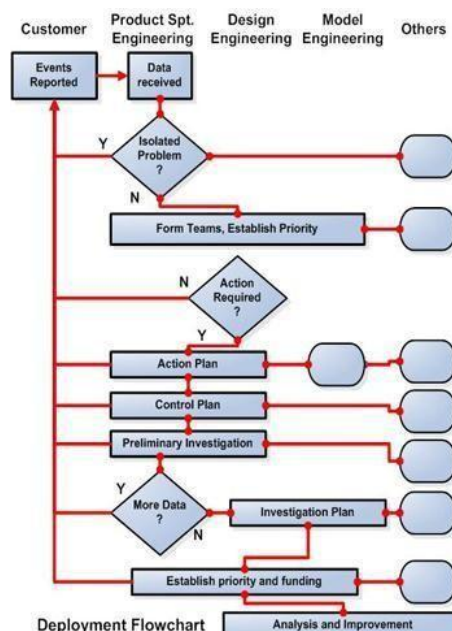 Customer
Product Spt.
Engineering
Design
Engineering
Model
Engineering
Others
Events
Reported
Data
received
Y
Isolated
Problem
?
N
Form Teams, Establish Priority
N
Action
Required
?
Y
Action Plan
Control Plan
Preliminary Investigation
Y
More Data
?
N
Investigation Plan
Establish priority and funding
Deployment Flowchart
Analysis and Improvement